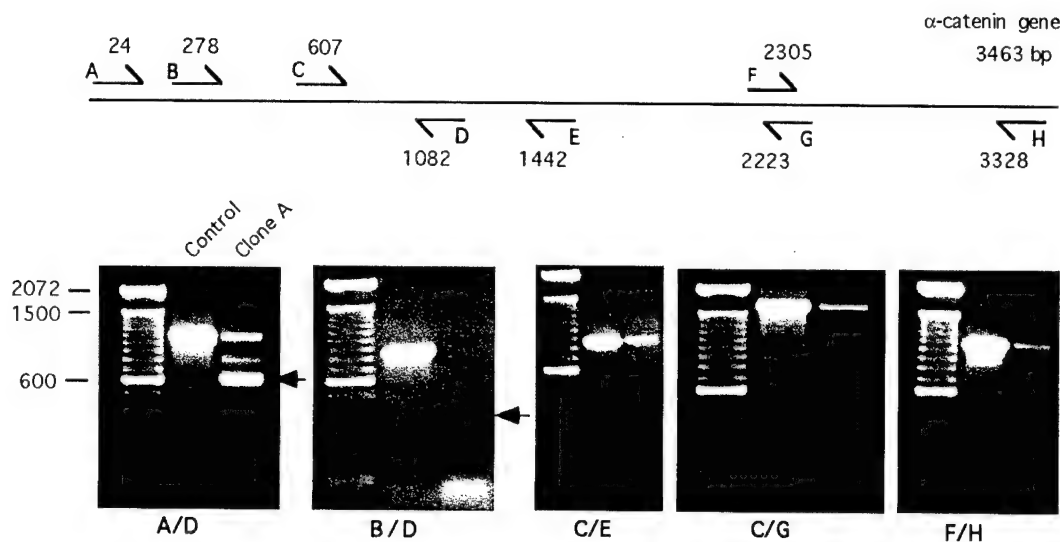 α-catenin gene
3463 bp
24
278
607
2305
A
B
C
F
D
E
G
H
1082
1442
2223
3328
Control
Clone A
2072
1500
600
A/D
B/D
C/E
C/G
F/H